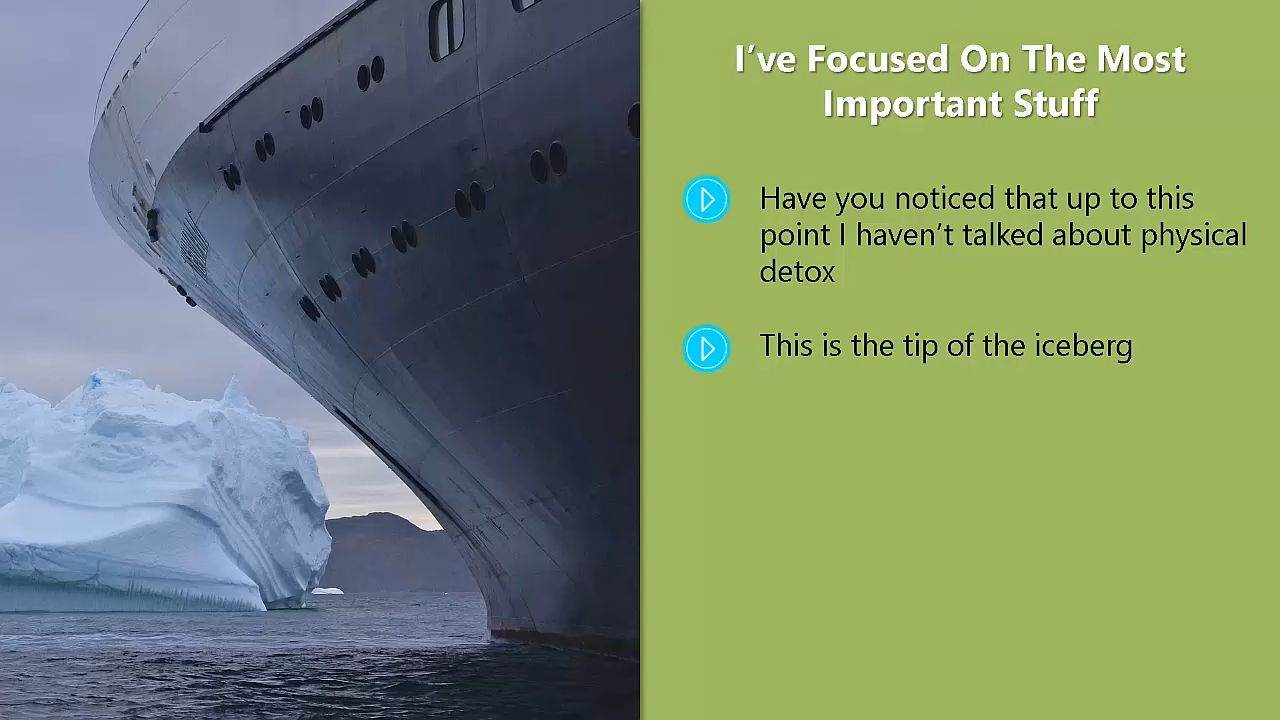 I’ve Focused On The Most
Important Stuff
Have you noticed that up to this
point I haven’t talked about physical
detox
This is the tip of the iceberg